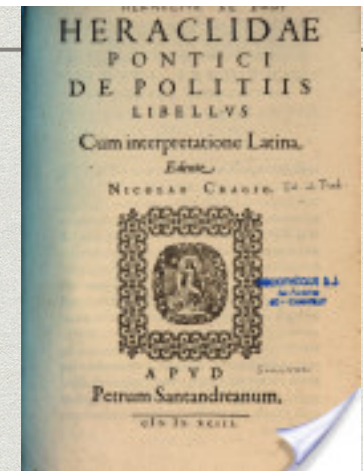 HERACLIDAE
PONTICI
DE POLITIIS
LIBELLVS
Cum interpretatione Latina,
Edente
NICOLAO CRAGIO.
APVD
Petrum Santandreanum.